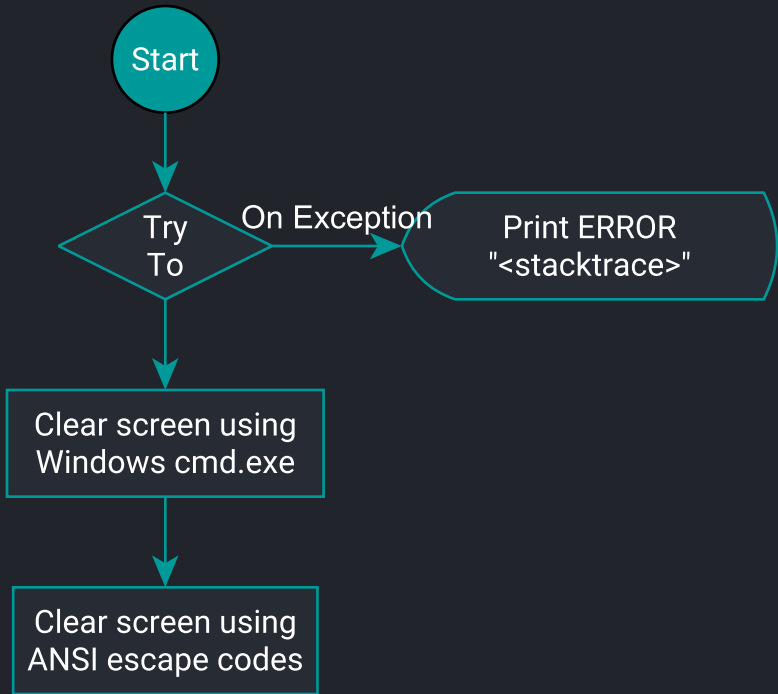 Start
Try
To
On Exception
Print ERROR
"<stacktrace>"
Clear screen using
Windows cmd.exe
Clear screen using
ANSI escape codes